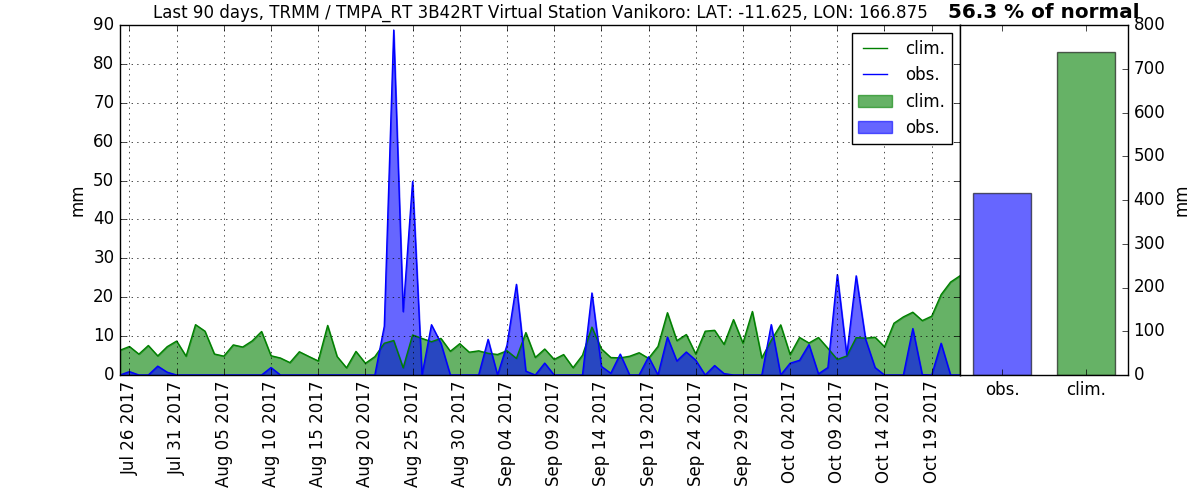 Last 90 days, TRMM / TMPA_RT 3B42RT Virtual Station Vanikoro: LAT: -11.625, LON: 166.875
56.3 % of normal
90
80
70
60
50
40
30
20
10
0
mm
clim.
obs.
clim.
obs.
800
700
600
500
400
300
200
100
0
mm
Jul 26 2017
Jul 31 2017
Aug 05 2017
Aug 10 2017
Aug 15 2017
Aug 20 2017
Aug 25 2017
Aug 30 2017
Sep 04 2017
Sep 09 2017
Sep 14 2017
Sep 19 2017
Sep 24 2017
Sep 29 2017
Oct 04 2017
Oct 09 2017
Oct 14 2017
Oct 19 2017
obs.
clim.